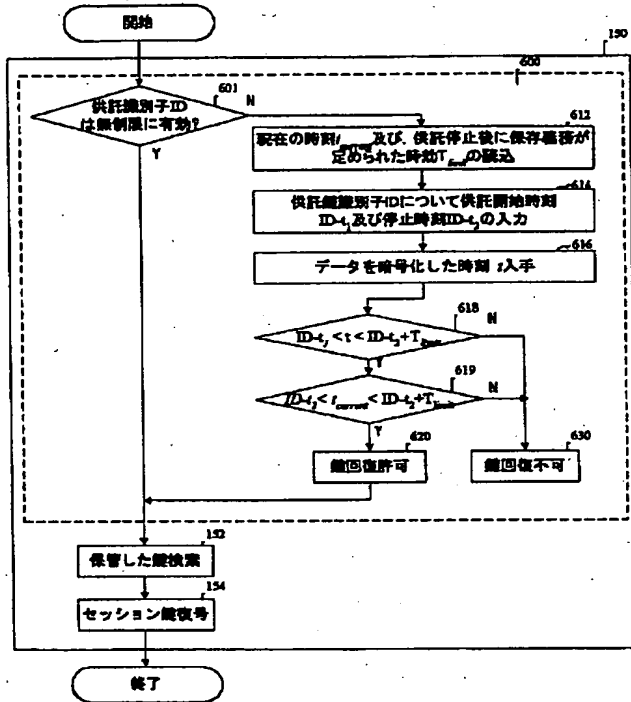 開始
150
600
供託識別子ID
は無制限に有効?
601
N
Y
612
現在の時刻t_current及び、供託停止後に保存義務が
定められた時効T_limitの読込
614
供託鍵識別子IDについて供託開始時刻
ID-t₁及び停止時刻ID-t₂の入力
616
データを暗号化した時刻 t入手
618
N
ID-t₁ < t < ID-t₂+T_limit
Y
619
N
ID-t₁ < t_current < ID-t₂+T_limit
Y
620
鍵回復許可
630
鍵回復不可
152
保管した鍵検索
154
セッション鍵復号
終了